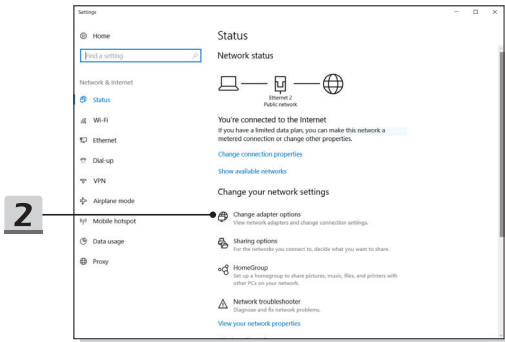 Settings
Home
Find a setting
Network & Internet
Status
Wi-Fi
Ethernet
Dial-up
VPN
Airplane mode
Mobile hotspot
Data usage
Proxy
2
Status
Network status
Ethernet 2
Public network
You're connected to the Internet
If you have a limited data plan, you can make this network a
metered connection or change other properties.
Change connection properties
Show available networks
Change your network settings
Change adapter options
View network adapters and change connection settings.
Sharing options
For the networks you connect to, decide what you want to share.
HomeGroup
Set up a homegroup to share pictures, music, files, and printers with
other PCs on your network.
Network troubleshooter
Diagnose and fix network problems.
View your network properties